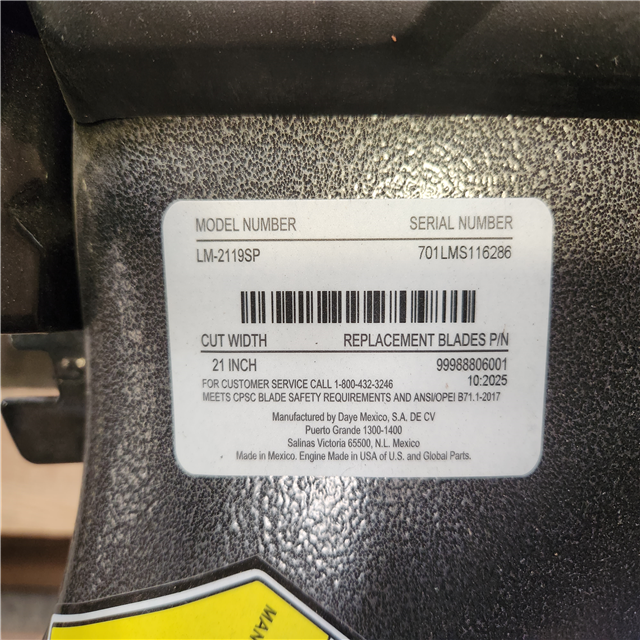 MODEL NUMBER SERIAL NUMBER
LM-2119SP 701LMS116286
CUT WIDTH REPLACEMENT BLADES P/N
21 INCH 99988806001
FOR CUSTOMER SERVICE CALL 1-800-432-3246 10:2025
MEETS CPSC BLADE SAFETY REQUIREMENTS AND ANSI/OPEI B71.1-2017
Manufactured by Daye Mexico, S.A. DE CV
Puerto Grande 1300-1400
Salinas Victoria 65500, N.L. Mexico
Made in Mexico. Engine Made in USA of U.S. and Global Parts.